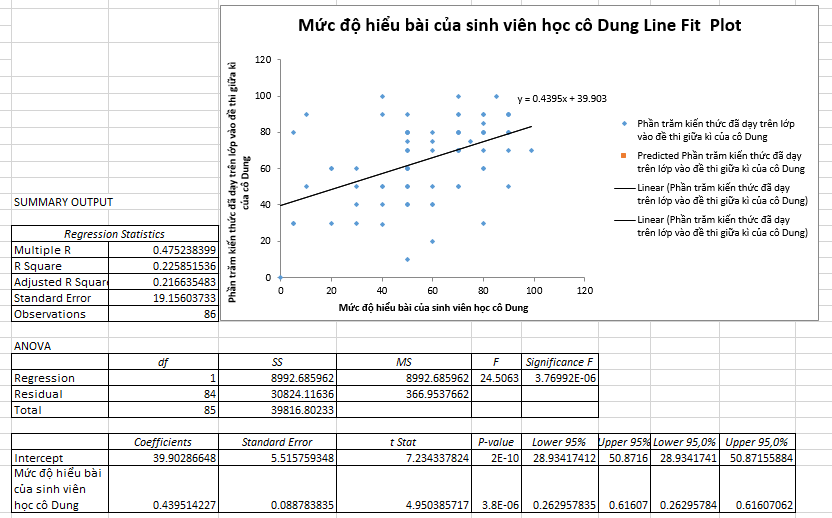 Mức độ hiểu bài của sinh viên học cô Dung Line Fit Plot
Phần trăm kiến thức đã dạy trên lớp vào đề thi giữa kì
của cô Dung
120
100
80
60
40
20
0
y = 0.4395x + 39.903
0 20 40 60 80 100 120
Mức độ hiểu bài của sinh viên học cô Dung
Phần trăm kiến thức đã dạy trên lớp
vào đề thi giữa kì của cô Dung
Predicted Phần trăm kiến thức đã dạy
trên lớp vào đề thi giữa kì của cô Dung
Linear (Phần trăm kiến thức đã dạy
trên lớp vào đề thi giữa kì của cô Dung)
Linear (Phần trăm kiến thức đã dạy
trên lớp vào đề thi giữa kì của cô Dung)
SUMMARY OUTPUT
Regression Statistics
Multiple R 0.475238399
R Square 0.225851536
Adjusted R Squar 0.216635483
Standard Error 19.15603733
Observations 86
ANOVA
df SS MS F Significance F
Regression 1 8992.685962 8992.685962 24.5063 3.76992E-06
Residual 84 30824.11636 366.9537662
Total 85 39816.80233
Coefficients Standard Error t Stat P-value Lower 95% Upper 95% Lower 95,0% Upper 95,0%
Intercept 39.90286648 5.515759348 7.234337824 2E-10 28.93417412 50.8716 28.9341741 50.87155884
Mức độ hiểu bài
của sinh viên
học cô Dung 0.439514227 0.088783835 4.950385717 3.8E-06 0.262957835 0.61607 0.26295784 0.61607062